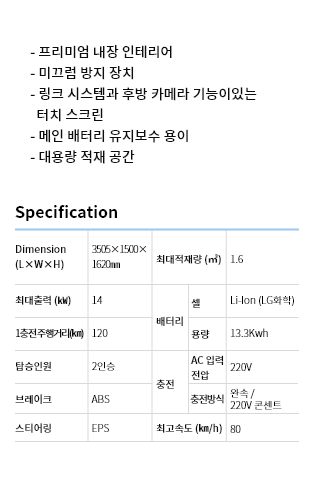 - 프리미엄 내장 인테리어
- 미끄럼 방지 장치
- 링크 시스템과 후방 카메라 기능이있는
터치 스크린
- 메인 배터리 유지보수 용이
- 대용량 적재 공간
Specification
Dimension
(L×W×H)
3505×1500×
1620㎜
최대적재량 (㎥)
1.6
최대출력 (㎾)
14
배터리
셀
Li-Ion (LG화학)
1충전주행거리(㎞)
120
용량
13.3Kwh
탑승인원
2인승
충전
AC 입력
전압
220V
브레이크
ABS
충전방식
완속 /
220V 콘센트
스티어링
EPS
최고속도 (㎞/h)
80